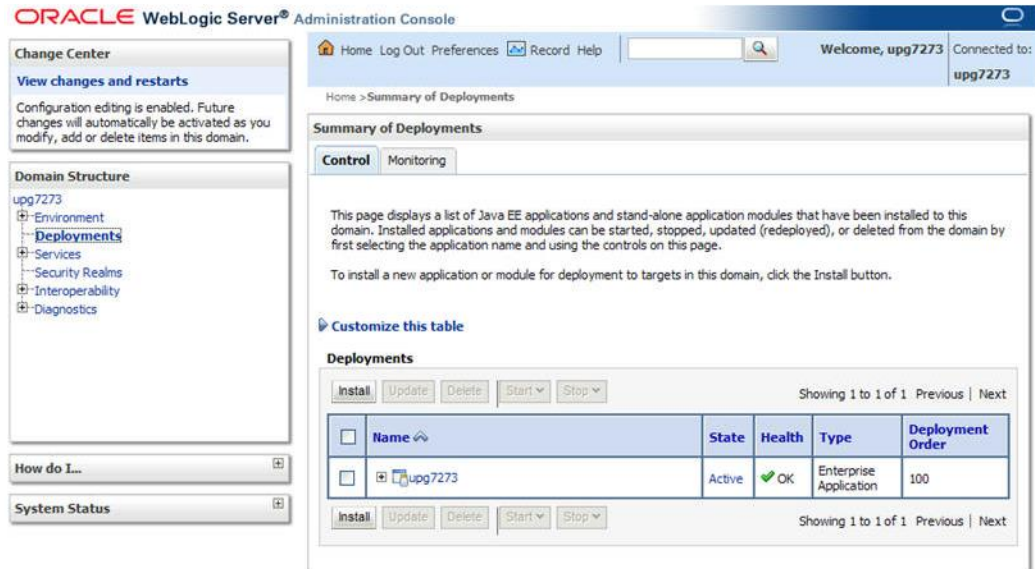 ORACLE WebLogic Server® Administration Console
Change Center
View changes and restarts
Configuration editing is enabled. Future
changes will automatically be activated as you
modify, add or delete items in this domain.
Domain Structure
upg7273
Environment
Deployments
Services
Security Realms
Interoperability
Diagnostics
How do I...
System Status
Home Log Out Preferences Record Help
Welcome, upg7273
Connected to:
upg7273
Home >Summary of Deployments
Summary of Deployments
Control Monitoring
This page displays a list of Java EE applications and stand-alone application modules that have been installed to this
domain. Installed applications and modules can be started, stopped, updated (redeployed), or deleted from the domain by
first selecting the application name and using the controls on this page.
To install a new application or module for deployment to targets in this domain, click the Install button.
Customize this table
Deployments
Install Update Delete Start Stop Showing 1 to 1 of 1 Previous | Next
Name State Health Type Deployment
Order
upg7273 Active OK Enterprise
Application 100
Install Update Delete Start Stop Showing 1 to 1 of 1 Previous | Next